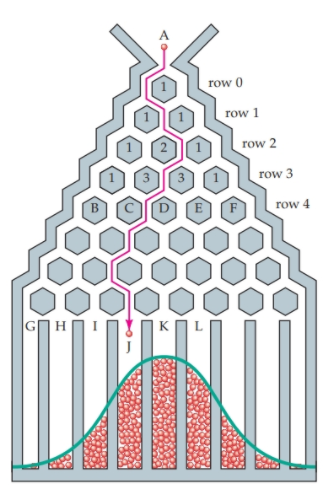 A
1 row 0
1 1 row 1
1 2 1 row 2
1 3 3 1 row 3
B C D E F row 4
G H I J K L